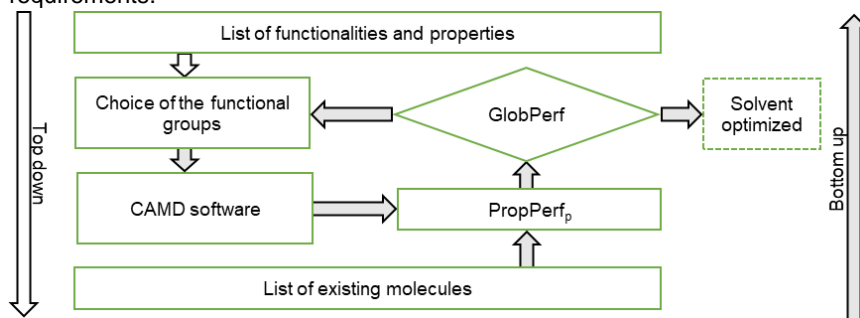 requirements.
List of functionalities and properties
Choice of the functional
groups
GlobPerf
Solvent
optimized
Top down
Bottom up
CAMD software
PropPerfₚ
List of existing molecules